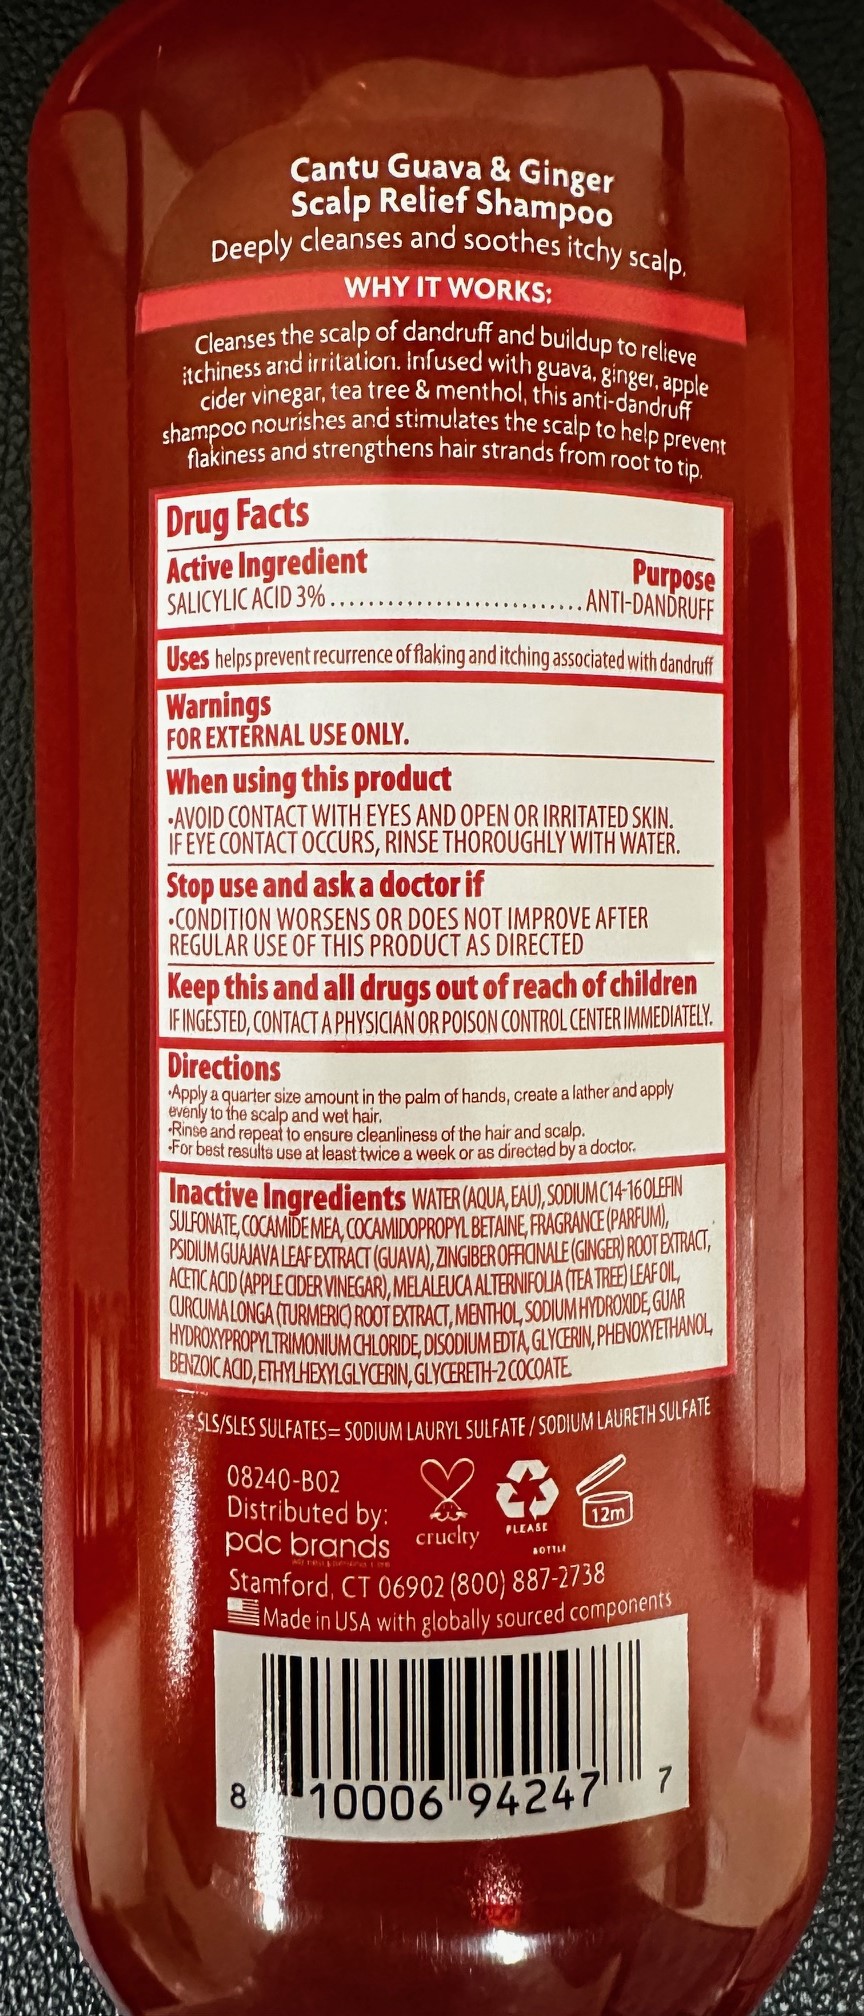 Cantu Guava & Ginger
Scalp Relief Shampoo
Deeply cleanses and soothes itchy scalp.
WHY IT WORKS:
Cleanses the scalp of dandruff and buildup to relieve
itchiness and irritation. Infused with guava, ginger, apple
cider vinegar, tea tree & menthol, this anti-dandruff
shampoo nourishes and stimulates the scalp to help prevent
flakiness and strengthens hair strands from root to tip.
Drug Facts
Active Ingredient Purpose
SALICYLIC ACID 3%............................ANTI-DANDRUFF
Uses helps prevent recurrence of flaking and itching associated with dandruff
Warnings
FOR EXTERNAL USE ONLY.
When using this product
•AVOID CONTACT WITH EYES AND OPEN OR IRRITATED SKIN.
IF EYE CONTACT OCCURS, RINSE THOROUGHLY WITH WATER.
Stop use and ask a doctor if
•CONDITION WORSENS OR DOES NOT IMPROVE AFTER
REGULAR USE OF THIS PRODUCT AS DIRECTED
Keep this and all drugs out of reach of children
IF INGESTED, CONTACT A PHYSICIAN OR POISON CONTROL CENTER IMMEDIATELY.
Directions
•Apply a quarter size amount in the palm of hands, create a lather and apply
evenly to the scalp and wet hair.
•Rinse and repeat to ensure cleanliness of the hair and scalp.
•For best results use at least twice a week or as directed by a doctor.
Inactive Ingredients WATER (AQUA, EAU), SODIUM C14-16 OLEFIN
SULFONATE, COCAMIDE MEA, COCAMIDOPROPYL BETAINE, FRAGRANCE (PARFUM),
PSIDIUM GUAJAVA LEAF EXTRACT (GUAVA), ZINGIBER OFFICINALE (GINGER) ROOT EXTRACT,
ACETIC ACID (APPLE CIDER VINEGAR), MELALEUCA ALTERNIFOLIA (TEA TREE) LEAF OIL,
CURCUMA LONGA (TURMERIC) ROOT EXTRACT, MENTHOL, SODIUM HYDROXIDE, GUAR
HYDROXYPROPYLTRIMONIUM CHLORIDE, DISODIUM EDTA, GLYCERIN, PHENOXYETHANOL,
BENZOIC ACID, ETHYLHEXYLGLYCERIN, GLYCERETH-2 COCOATE.
*SLS/SLES SULFATES= SODIUM LAURYL SULFATE / SODIUM LAURETH SULFATE
08240-B02
Distributed by:
pdc brands
cruelty
PLEASE
BOTTLE
12m
Stamford, CT 06902 (800) 887-2738
Made in USA with globally sourced components
8 10006 94247 7